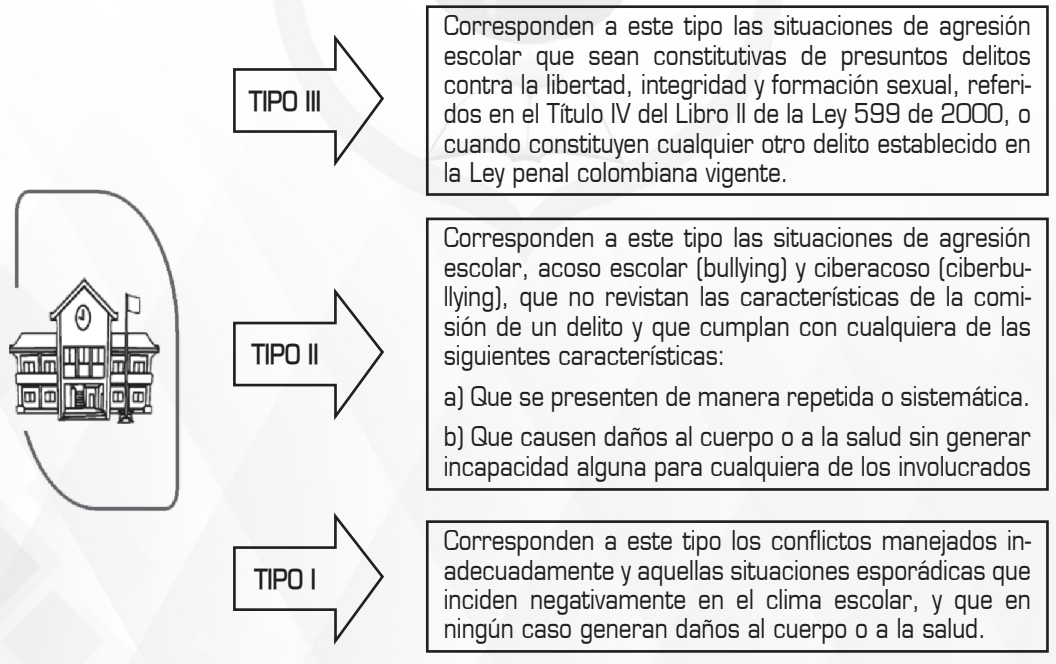 TIPO III
Corresponden a este tipo las situaciones de agresión
escolar que sean constitutivas de presuntos delitos
contra la libertad, integridad y formación sexual, referi-
dos en el Título IV del Libro II de la Ley 599 de 2000, o
cuando constituyen cualquier otro delito establecido en
la Ley penal colombiana vigente.
TIPO II
Corresponden a este tipo las situaciones de agresión
escolar, acoso escolar (bullying) y ciberacoso (ciberbu-
llying), que no revistan las características de la comi-
sión de un delito y que cumplan con cualquiera de las
siguientes características:
a) Que se presenten de manera repetida o sistemática.
b) Que causen daños al cuerpo o a la salud sin generar
incapacidad alguna para cualquiera de los involucrados
TIPO I
Corresponden a este tipo los conflictos manejados in-
adecuadamente y aquellas situaciones esporádicas que
inciden negativamente en el clima escolar, y que en
ningún caso generan daños al cuerpo o a la salud.